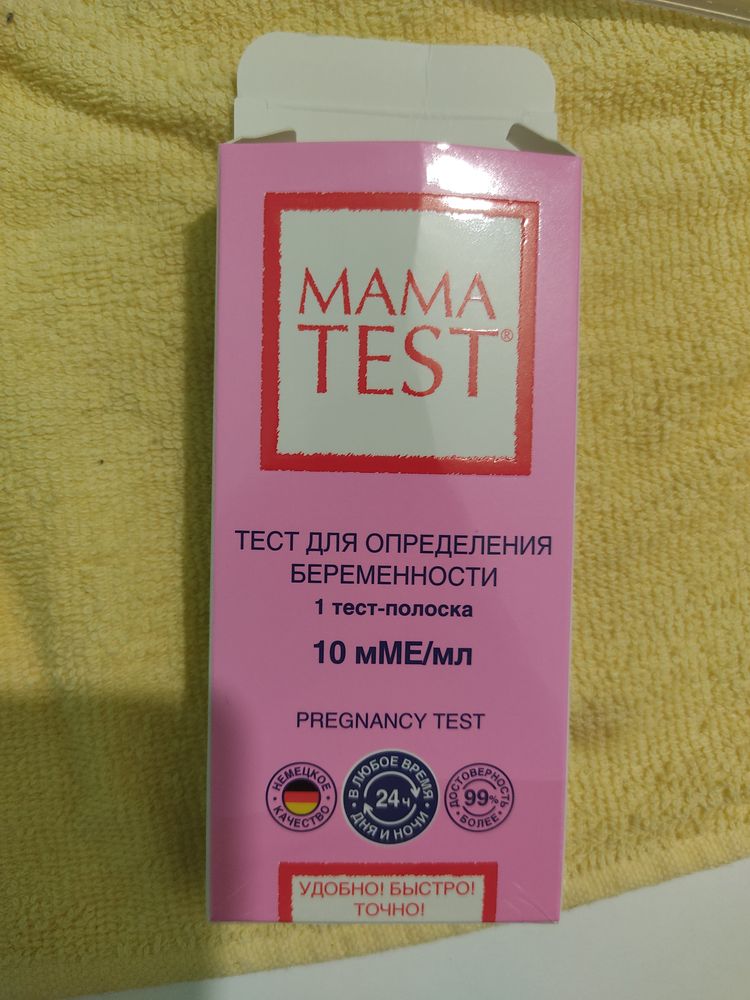 MAMA
TEST®
ТЕСТ ДЛЯ ОПРЕДЕЛЕНИЯ
БЕРЕМЕННОСТИ
1 тест-полоска
10 мМЕ/мл
PREGNANCY TEST
НЕМЕЦКОЕ
КАЧЕСТВО
В ЛЮБОЕ ВРЕМЯ
24ч
ДНЯ И НОЧИ
ДОСТОВЕРНОСТЬ
99%
БОЛЕЕ
УДОБНО! БЫСТРО!
ТОЧНО!